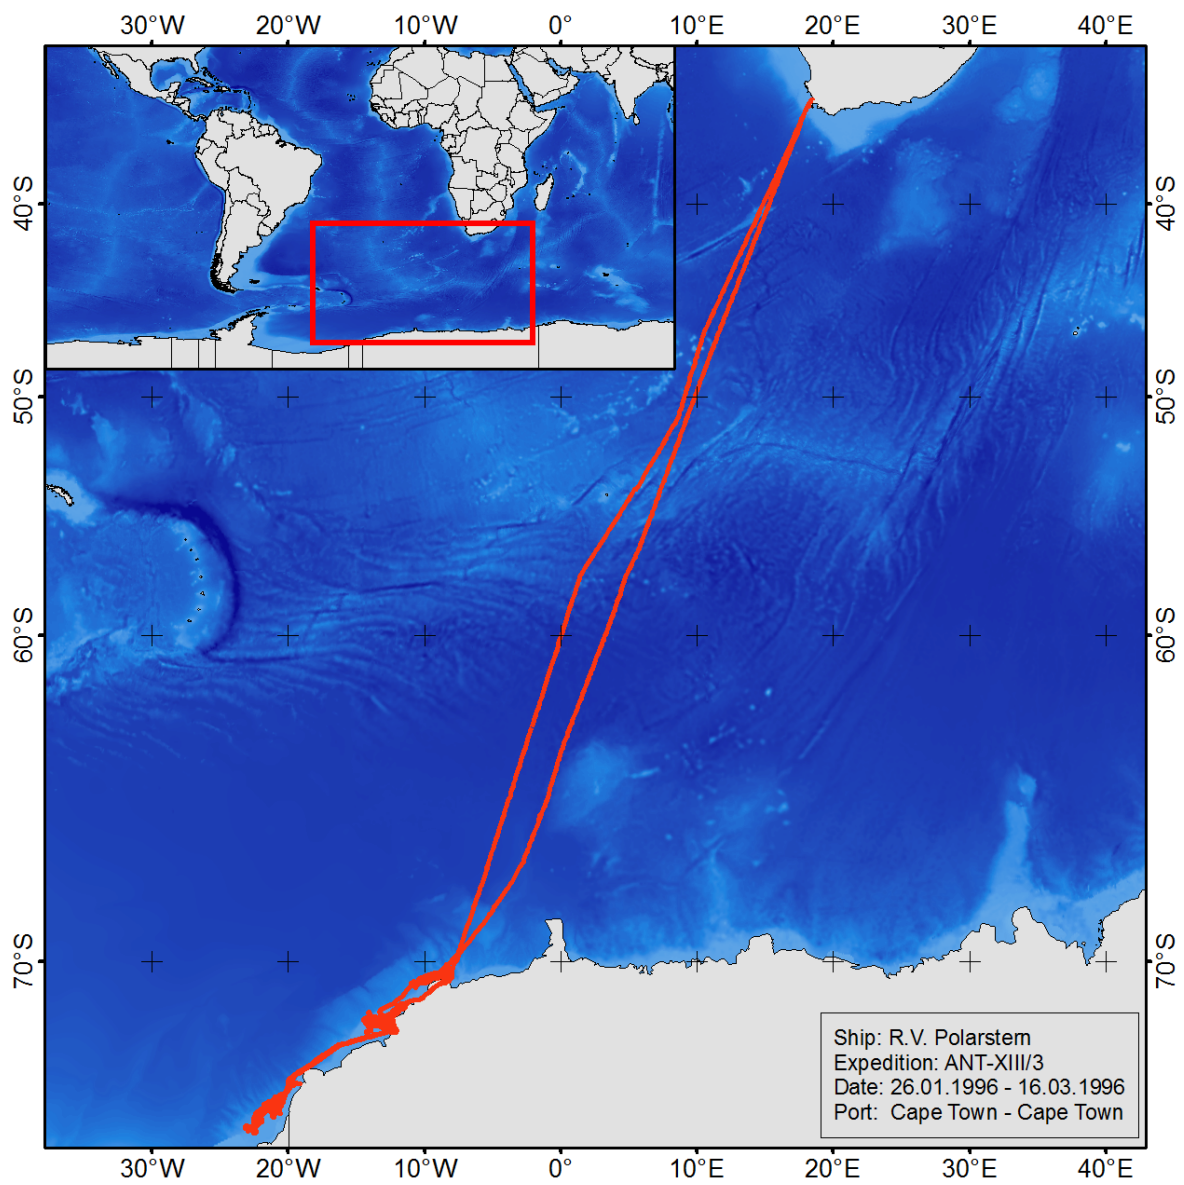 30°W 20°W 10°W 0° 10°E 20°E 30°E 40°E
40°S 40°S
50°S 50°S
60°S 60°S
70°S 70°S
Ship: R.V. Polarstern
Expedition: ANT-XIII/3
Date: 26.01.1996 - 16.03.1996
Port: Cape Town - Cape Town
30°W 20°W 10°W 0° 10°E 20°E 30°E 40°E